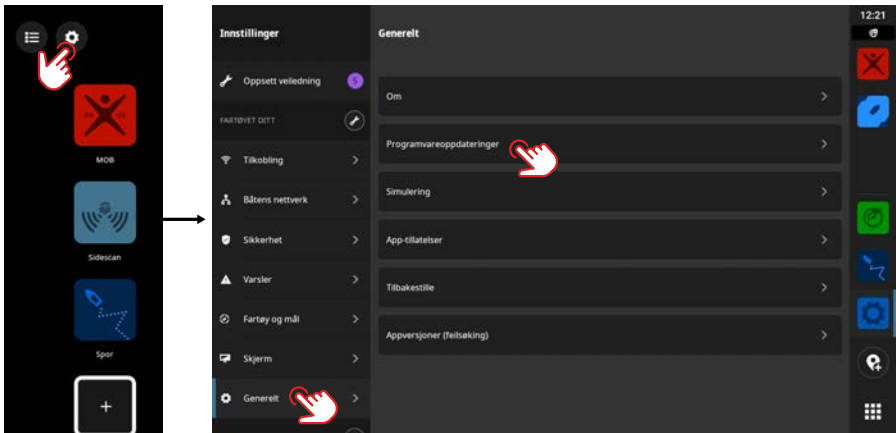 MOB
Sidescan
Spor
Innstillinger
Oppsett veiledning
5
FARTØYET DITT
Tilkobling
Båtens nettverk
Sikkerhet
Varsler
Fartøy og mål
Skjerm
Generelt
Generelt
Om
Programvareoppdateringer
Simulering
App-tillatelser
Tilbakestille
Appversjoner (feilsøking)
12:21